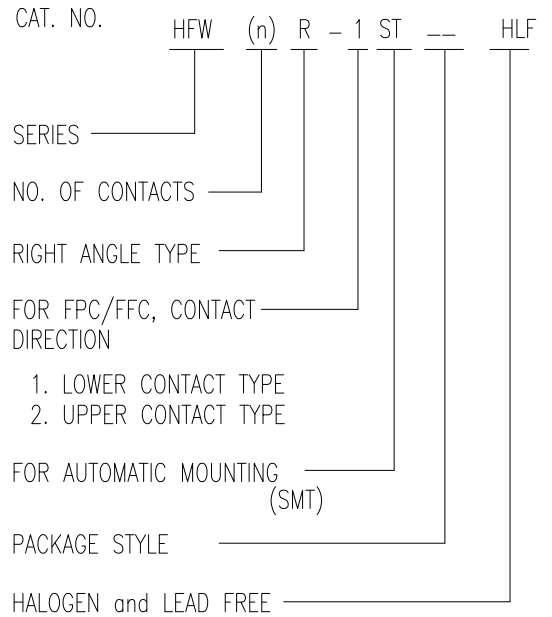 CAT. NO.
HFW (n) R - 1 ST __ HLF
SERIES
NO. OF CONTACTS
RIGHT ANGLE TYPE
FOR FPC/FFC, CONTACT
DIRECTION
1. LOWER CONTACT TYPE
2. UPPER CONTACT TYPE
FOR AUTOMATIC MOUNTING
(SMT)
PACKAGE STYLE
HALOGEN and LEAD FREE